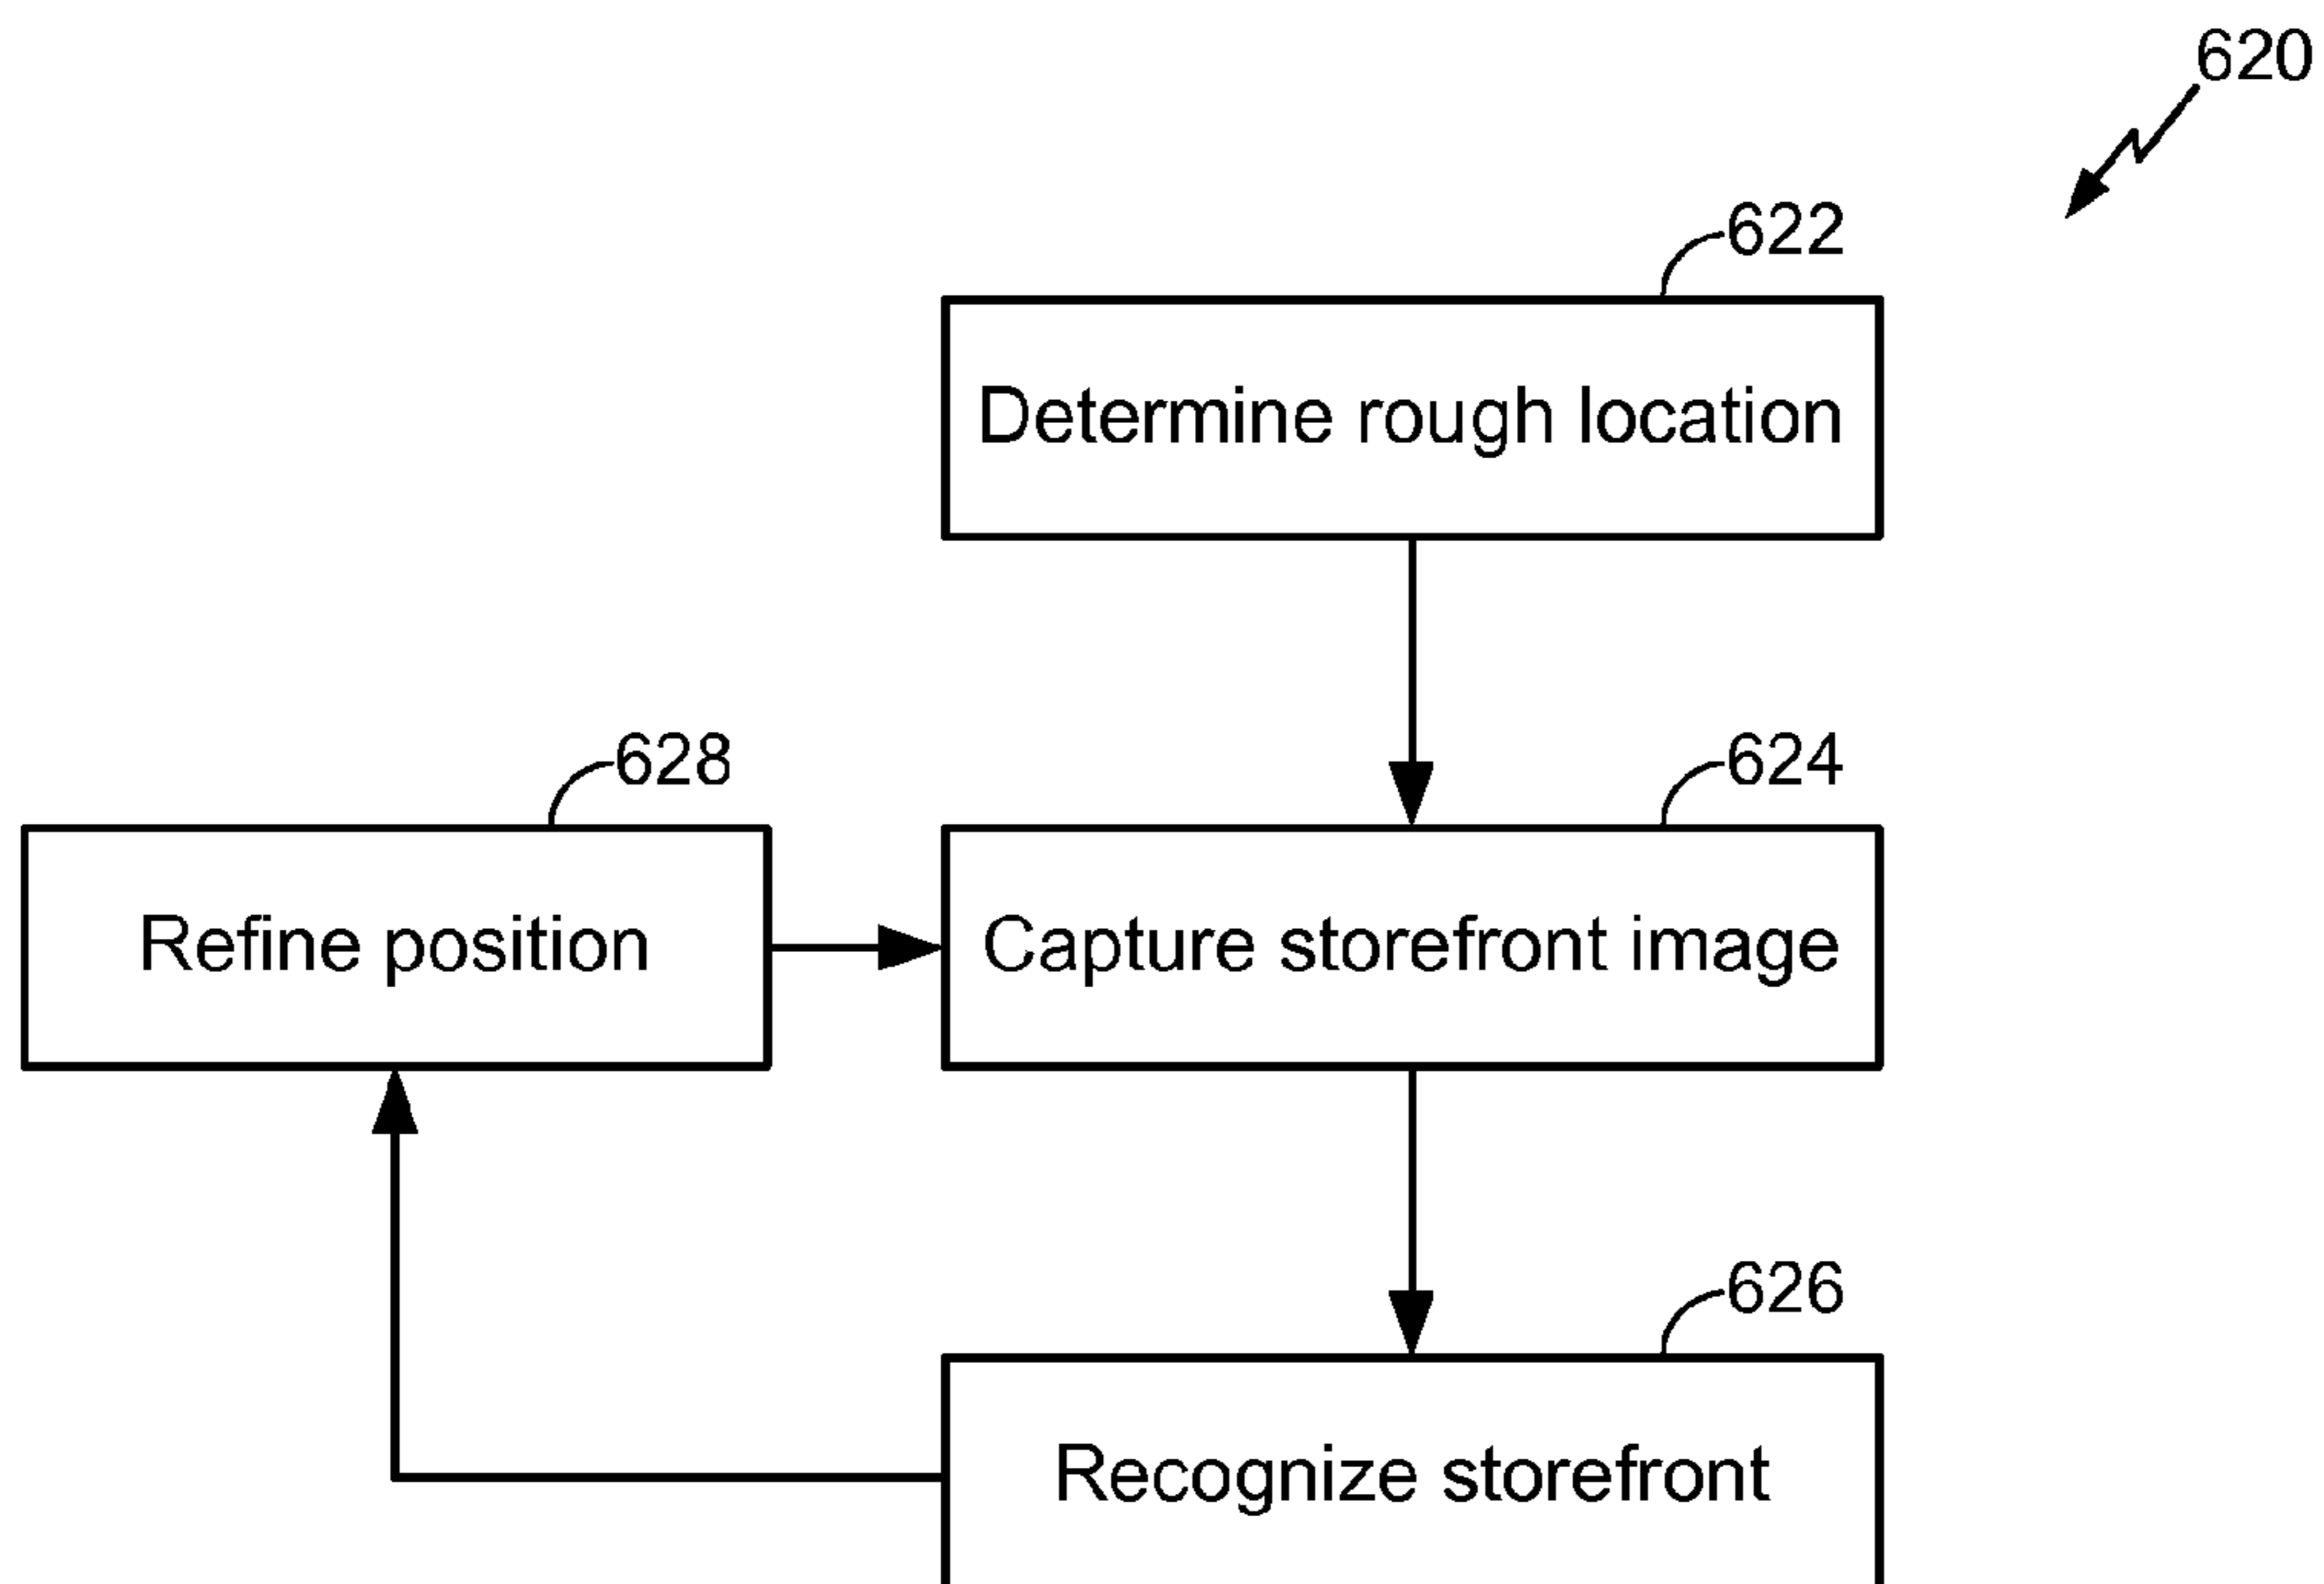 620
622
Determine rough location
628
624
Refine position
Capture storefront image
626
Recognize storefront